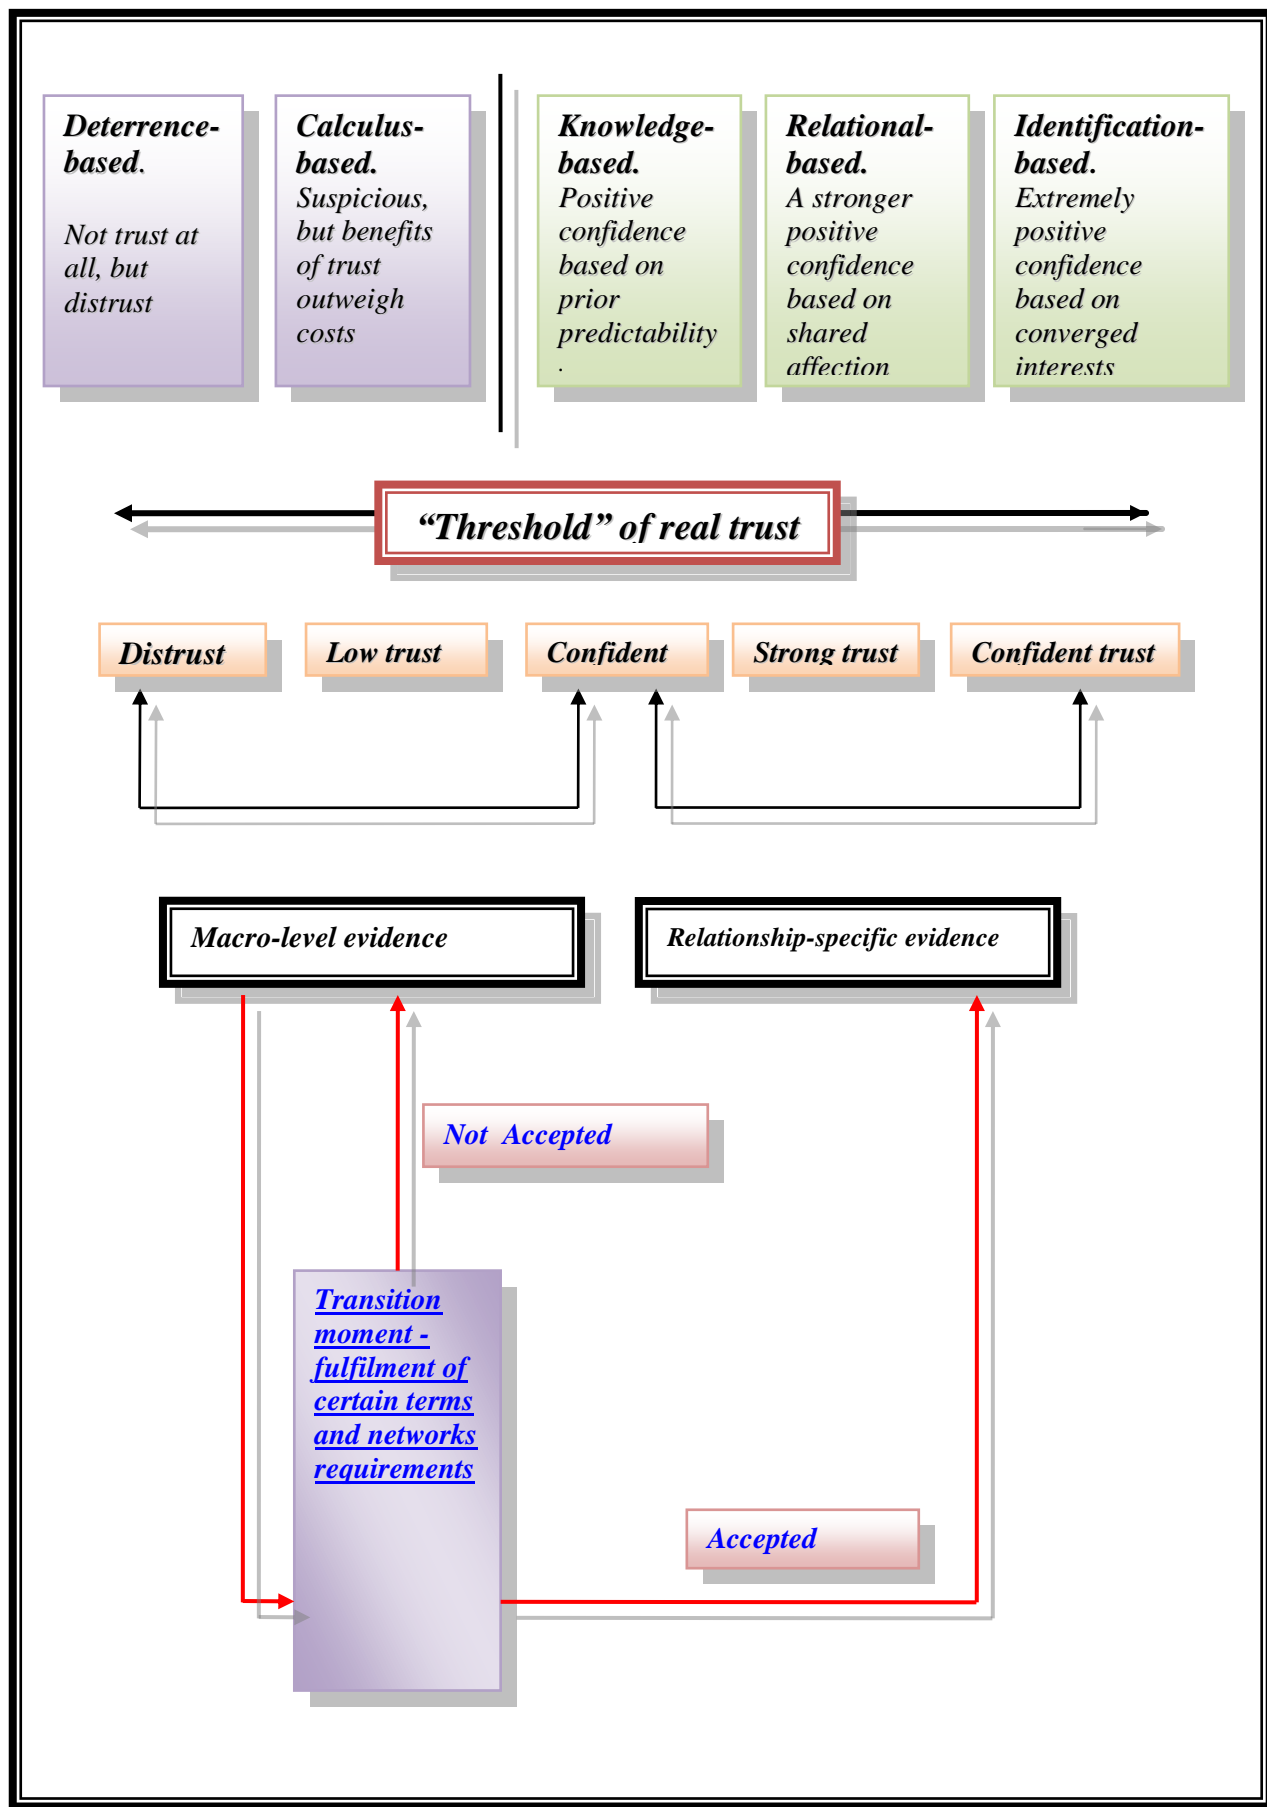 Deterrence-
based.
Not trust at
all, but
distrust
Calculus-
based.
Suspicious,
but benefits
of trust
outweigh
costs
Knowledge-
based.
Positive
confidence
based on
prior
predictability
.
Relational-
based.
A stronger
positive
confidence
based on
shared
affection
Identification-
based.
Extremely
positive
confidence
based on
converged
interests
“Threshold” of real trust
Distrust
Low trust
Confident
Strong trust
Confident trust
Macro-level evidence
Relationship-specific evidence
Not Accepted
Transition
moment -
fulfilment of
certain terms
and networks
requirements
Accepted